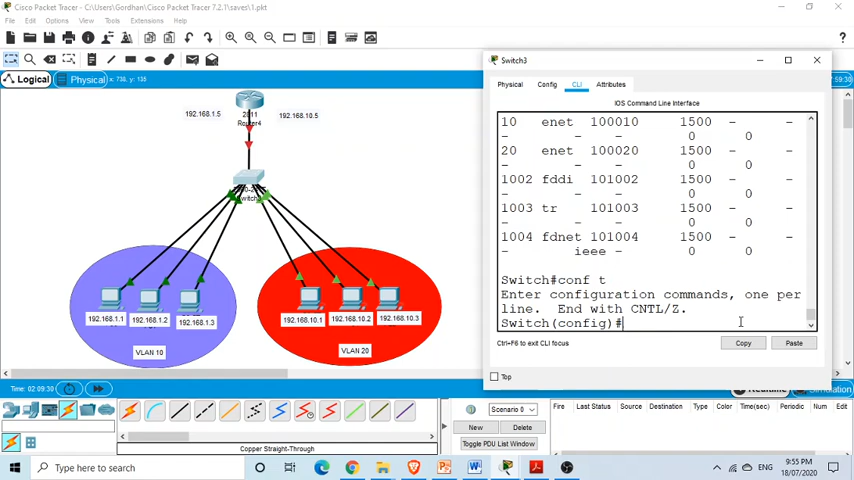 Cisco Packet Tracer - C:\Users\Gordhan\Cisco Packet Tracer 7.2.1\saves\1.pkt
File Edit Options View Tools Extensions Help
Logical Physical x: 738, y: 135
192.168.1.5
2811
Router4
192.168.10.5
192.168.1.1
192.168.1.2
192.168.1.3
VLAN 10
192.168.10.1
192.168.10.2
192.168.10.3
VLAN 20
Switch3
Physical Config CLI Attributes
IOS Command Line Interface
10 enet 100010 1500 - -
- - - 0 0
20 enet 100020 1500 - -
- - - 0 0
1002 fddi 101002 1500 - -
- - - 0 0
1003 tr 101003 1500 - -
- - - 0 0
1004 fdnet 101004 1500 - -
- ieee - 0 0
Switch#conf t
Enter configuration commands, one per
line. End with CNTL/Z.
Switch(config)#
Ctrl+F6 to exit CLI focus
Copy Paste
Top
Time: 02:09:30
Realtime Simulation
Scenario 0
New Delete
Toggle PDU List Window
Fire Last Status Source Destination Type Color Time(sec) Periodic Num Edit
Copper Straight-Through
Type here to search
ENG
9:55 PM
18/07/2020